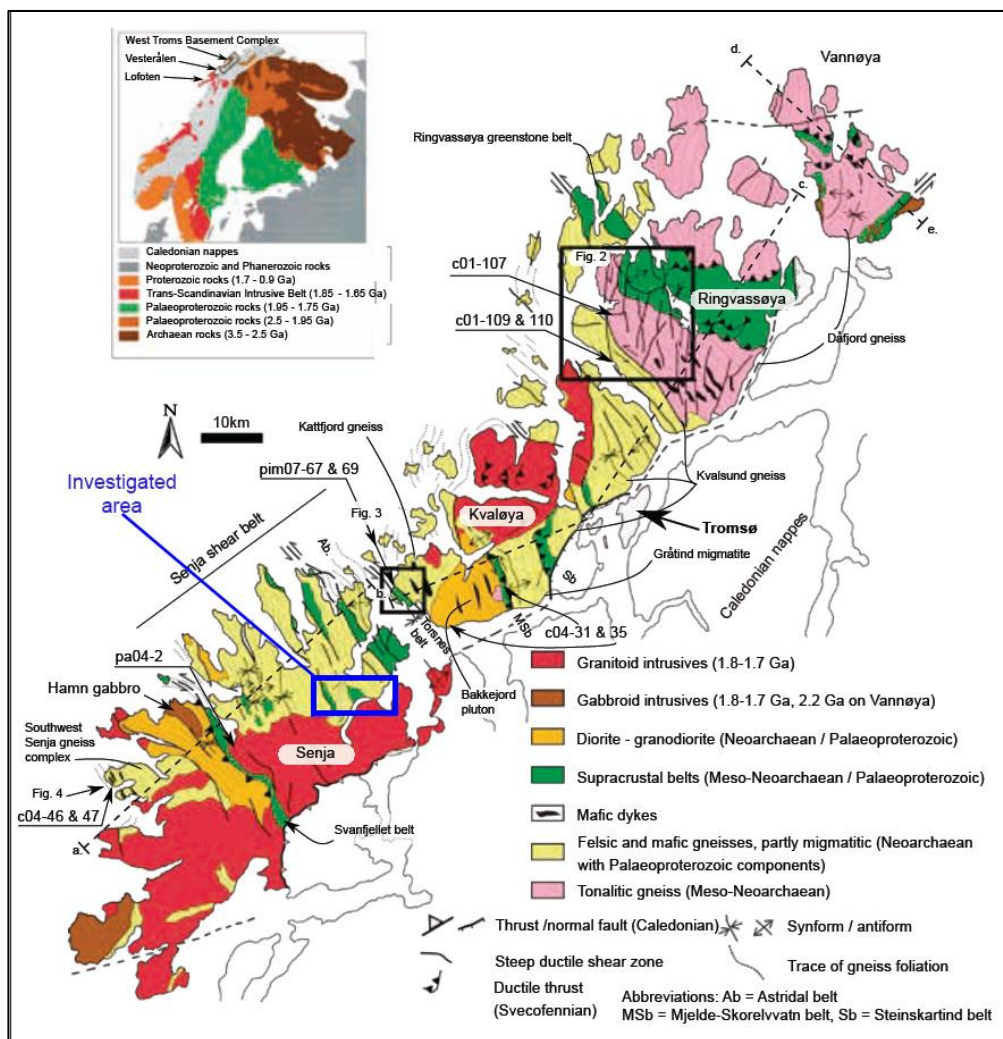 West Troms Basement Complex
Vesterålen
Lofoten
Caledonian nappes
Neoproterozoic and Phanerozoic rocks
Proterozoic rocks (1.7 - 0.9 Ga)
Trans-Scandinavian Intrusive Belt (1.85 - 1.65 Ga)
Palaeoproterozoic rocks (1.95 - 1.75 Ga)
Palaeoproterozoic rocks (2.5 - 1.95 Ga)
Archaean rocks (3.5 - 2.5 Ga)
d.
Vannøya
Ringvassøya greenstone belt
c.
e.
c01-107
Fig. 2
Ringvassøya
c01-109 & 110
Dåfjord gneiss
N
10km
Kattfjord gneiss
pim07-67 & 69
Investigated
area
Fig. 3
Kvaløya
Kvalsund gneiss
Tromsø
Gråtind migmatite
Caledonian nappes
Senja shear belt
Ab.
b.
Sb
Torsnes
belt
MSb
c04-31 & 35
pa04-2
Hamn gabbro
Bakkejord
pluton
Southwest
Senja gneiss
complex
Senja
Fig. 4
c04-46 & 47
a.
Svanfjellet belt
Granitoid intrusives (1.8-1.7 Ga)
Gabbroid intrusives (1.8-1.7 Ga, 2.2 Ga on Vannøya)
Diorite - granodiorite (Neoarchaean / Palaeoproterozoic)
Supracrustal belts (Meso-Neoarchaean / Palaeoproterozoic)
Mafic dykes
Felsic and mafic gneisses, partly migmatitic (Neoarchaean
with Palaeoproterozoic components)
Tonalitic gneiss (Meso-Neoarchaean)
Thrust /normal fault (Caledonian)
Synform / antiform
Steep ductile shear zone
Trace of gneiss foliation
Ductile thrust
(Svecofennian)
Abbreviations: Ab = Astridal belt
MSb = Mjelde-Skorelvvatn belt, Sb = Steinskartind belt